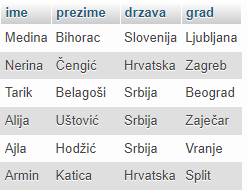 ime prezime drzava grad
Medina Bihorac Slovenija Ljubljana
Nerina Čengić Hrvatska Zagreb
Tarik Belagoši Srbija Beograd
Alija Uštović Srbija Zaječar
Ajla Hodžić Srbija Vranje
Armin Katica Hrvatska Split